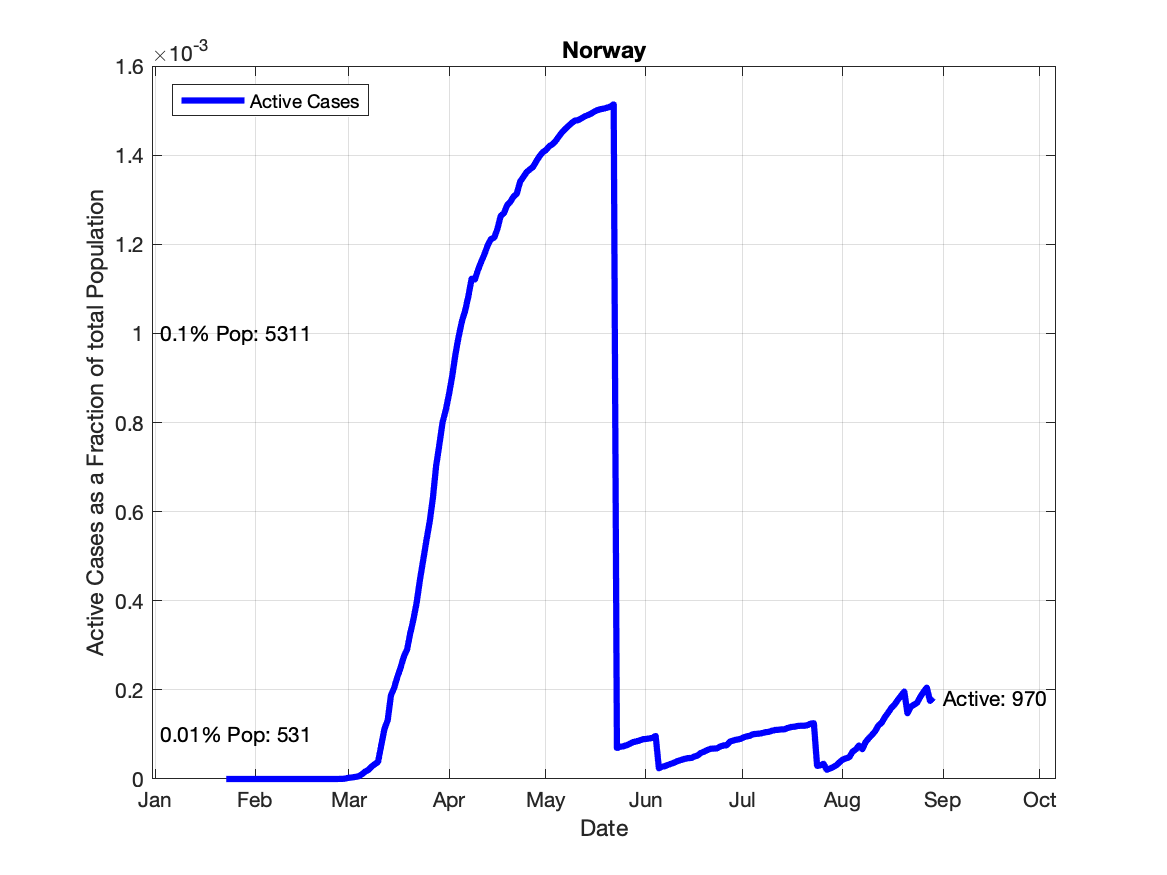 Norway
×10-3
1.6
1.4
1.2
1
0.8
0.6
0.4
0.2
0
Active Cases
0.1% Pop: 5311
0.01% Pop: 531
Active: 970
Active Cases as a Fraction of total Population
Jan Feb Mar Apr May Jun Jul Aug Sep Oct
Date